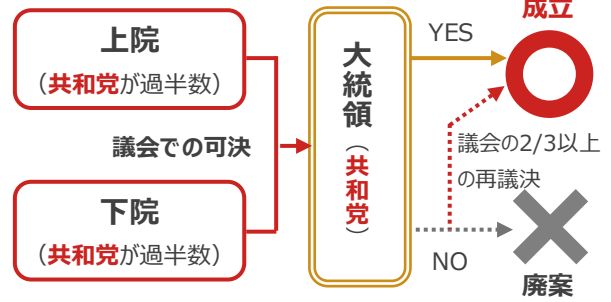 上院
（共和党が過半数）
議会での可決
下院
（共和党が過半数）
大統領（共和党）
YES
成立
議会の2/3以上
の再議決
NO
廃案